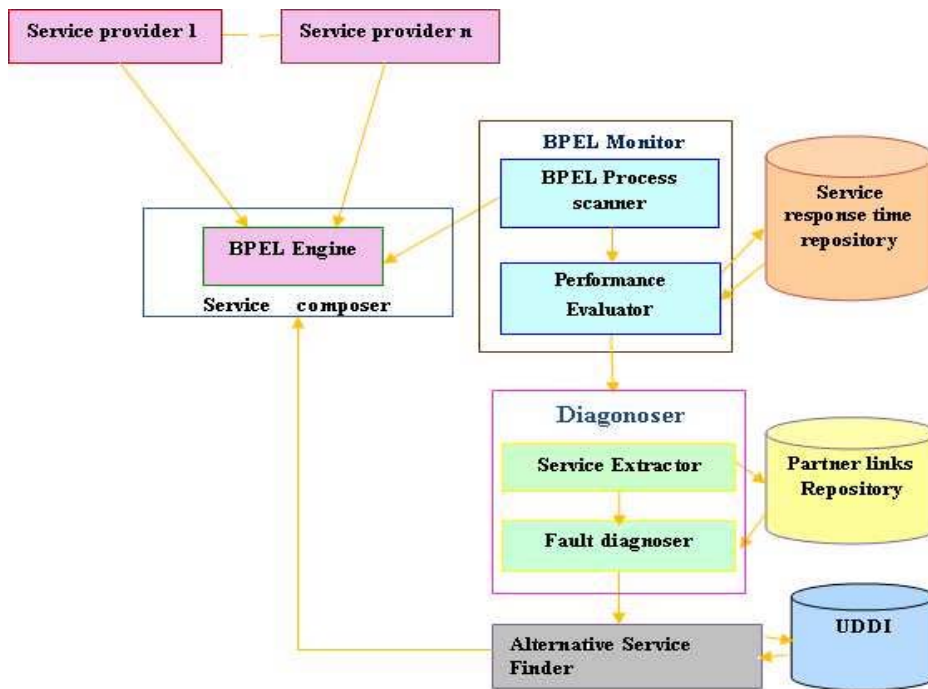 Service provider 1
Service provider n
BPEL Monitor
BPEL Process
scanner
Service
response time
repository
BPEL Engine
Performance
Evaluator
Service composer
Diagonoser
Service Extractor
Partner links
Repository
Fault diagnoser
UDDI
Alternative Service
Finder